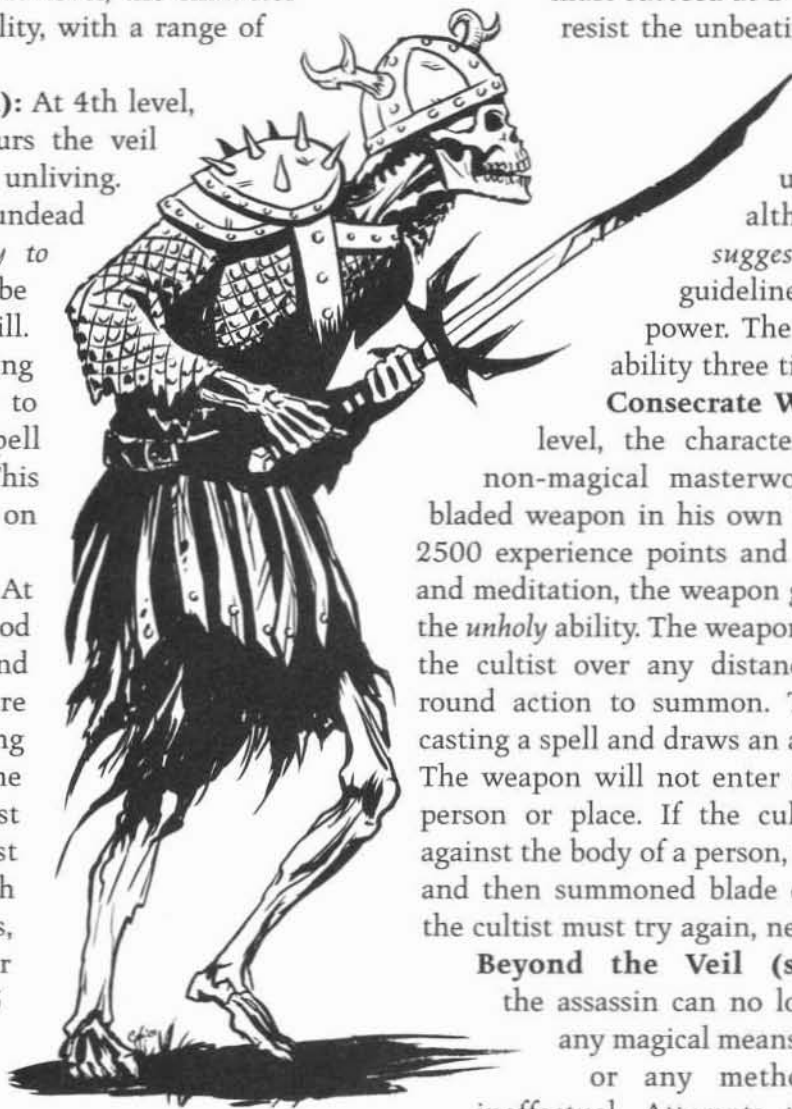 ality, with a range of
): At 4th level,
urs the veil
unliving.
undead
y to
be
ill.
ng
to
pell
his
on
At
od
nd
re
ng
ne
st
st
h
s,
r
resist the unbeati
u
alth
sugges
guideline
power. The
ability three ti
Consecrate W
level, the characte
non-magical masterwo
bladed weapon in his own
2500 experience points and
and meditation, the weapon g
the unholy ability. The weapon
the cultist over any distanc
round action to summon. T
casting a spell and draws an a
The weapon will not enter
person or place. If the cul
against the body of a person,
and then summoned blade
the cultist must try again, ne
Beyond the Veil (s
the assassin can no lo
any magical means
or any metho